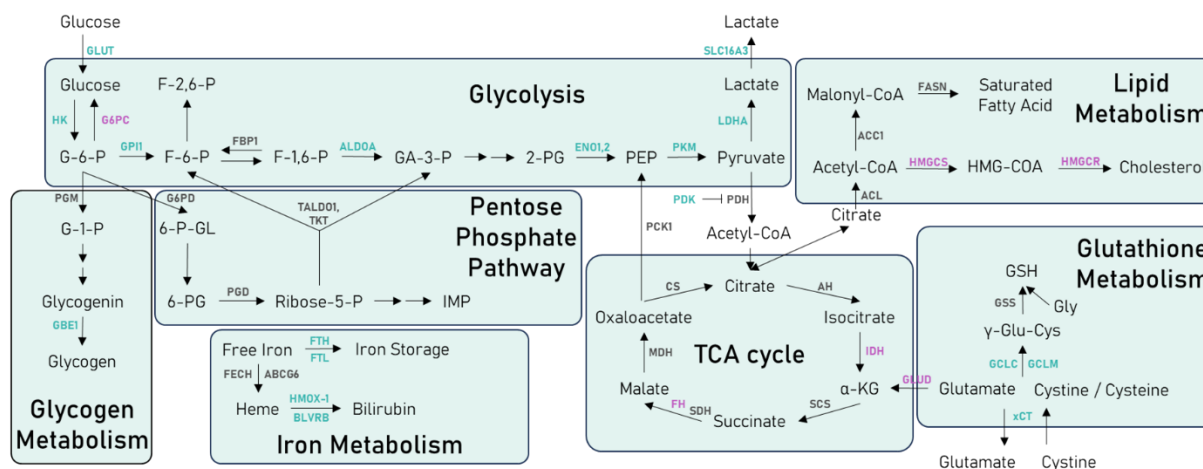 Glucose
GLUT
Glucose
HK
G6PC
G-6-P
GPI1
F-2,6-P
F-6-P
FBP1
F-1,6-P
ALDOA
GA-3-P
2-PG
ENO1,2
PEP
PKM
Pyruvate
LDHA
Lactate
SLC16A3
Lactate
Glycolysis
PDK
PDH
Acetyl-CoA
PCK1
Malonyl-CoA
FASN
Saturated
Fatty Acid
Lipid
Metabolism
ACC1
Acetyl-CoA
HMGCS
HMG-COA
HMGCR
Cholesterol
ACL
Citrate
PGM
G-1-P
Glycogenin
GBE1
Glycogen
Glycogen
Metabolism
G6PD
6-P-GL
6-PG
PGD
Ribose-5-P
IMP
TALDO1,
TKT
Pentose
Phosphate
Pathway
Free Iron
FTH
FTL
Iron Storage
FECH
ABCG6
Heme
HMOX-1
BLVRB
Bilirubin
Iron Metabolism
Citrate
CS
AH
Oxaloacetate
Isocitrate
MDH
TCA cycle
IDH
Malate
α-KG
FH
SDH
Succinate
SCS
GLUD
Glutathione
Metabolism
GSH
GSS
Gly
γ-Glu-Cys
GCLC
GCLM
Glutamate
Cystine / Cysteine
xCT
Glutamate
Cystine